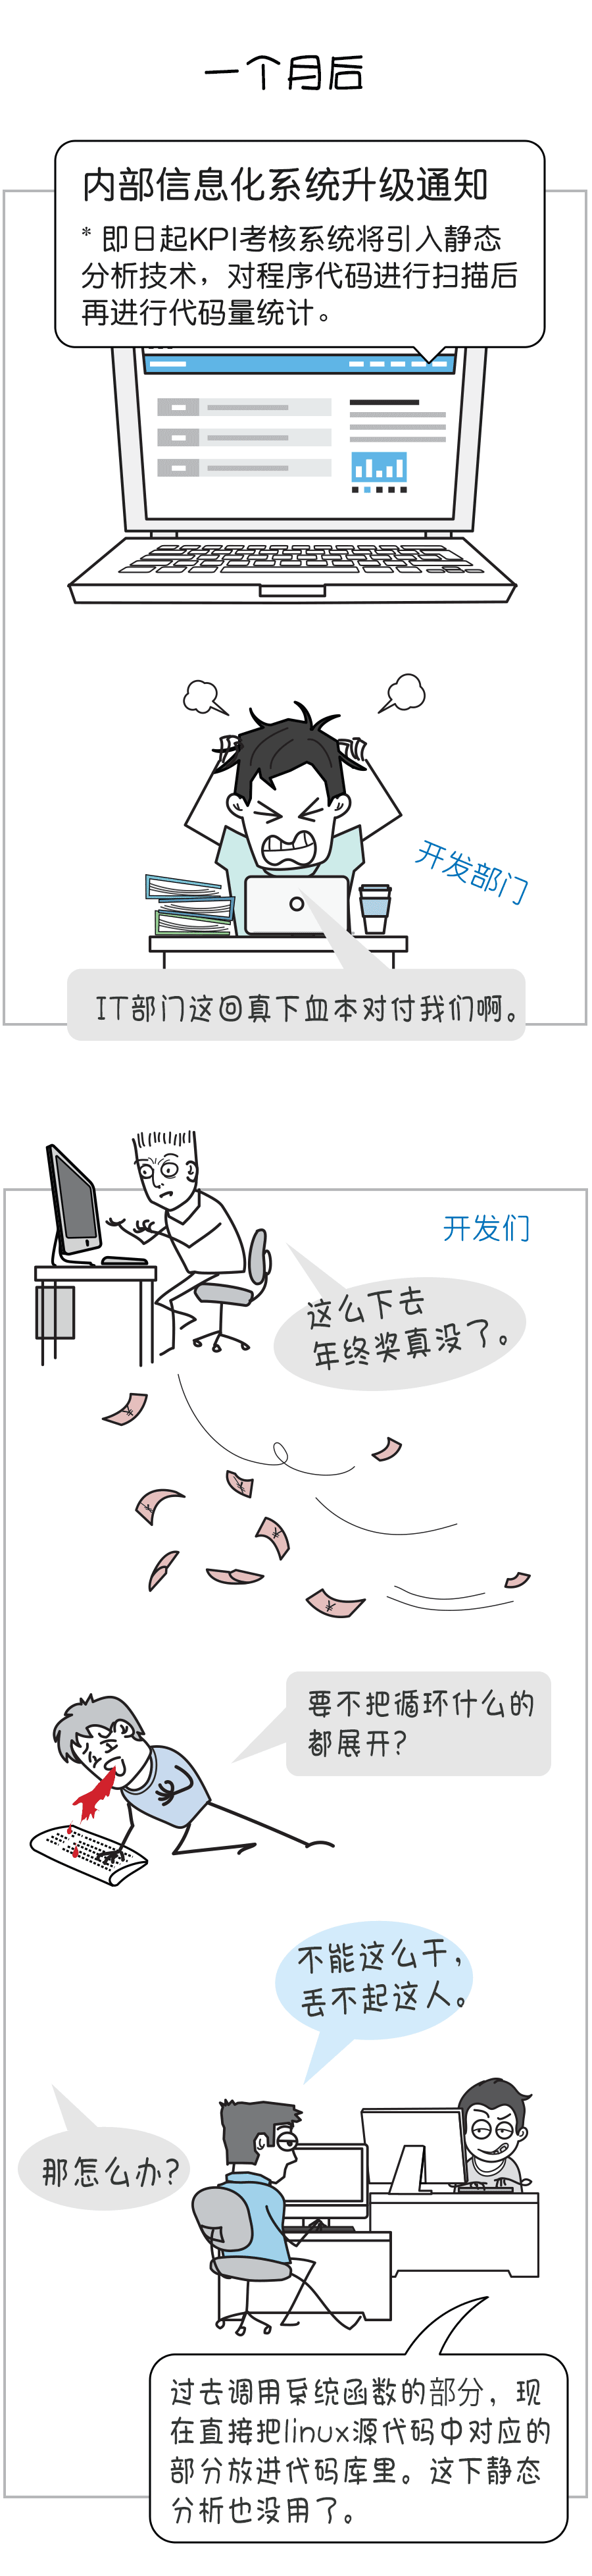 一个月后
内部信息化系统升级通知
* 即日起KPI考核系统将引入静态
分析技术，对程序代码进行扫描后
再进行代码量统计。
开发部门
IT部门这回真下血本对付我们啊。
开发们
这么下去
年终奖真没了。
要不把循环什么的
都展开？
不能这么干，
丢不起这人。
那怎么办？
过去调用系统函数的部分，现
在直接把linux源代码中对应的
部分放进代码库里。这下静态
分析也没用了。